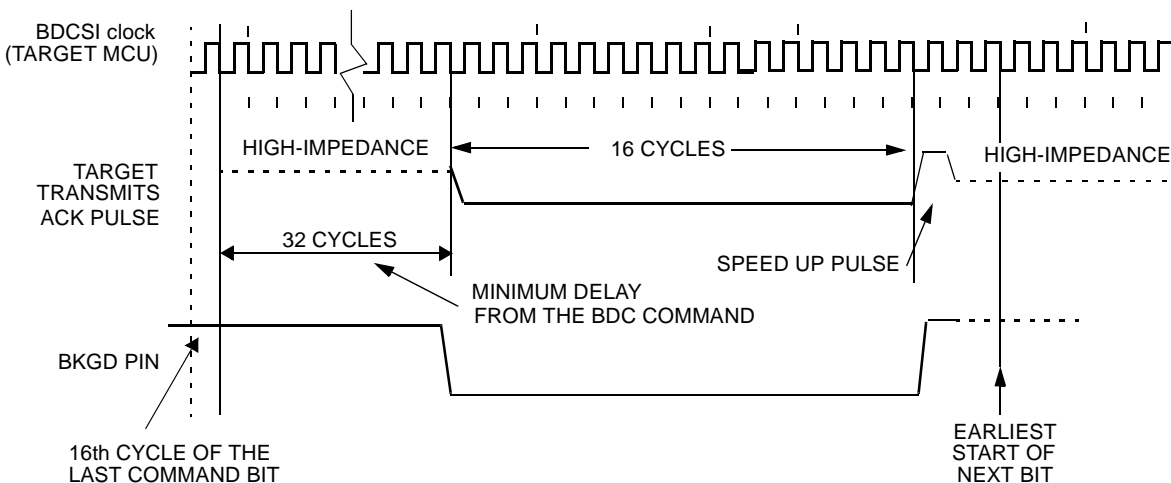 BDCSI clock
(TARGET MCU)
HIGH-IMPEDANCE
16 CYCLES
HIGH-IMPEDANCE
TARGET
TRANSMITS
ACK PULSE
32 CYCLES
SPEED UP PULSE
MINIMUM DELAY
FROM THE BDC COMMAND
BKGD PIN
16th CYCLE OF THE
LAST COMMAND BIT
EARLIEST
START OF
NEXT BIT